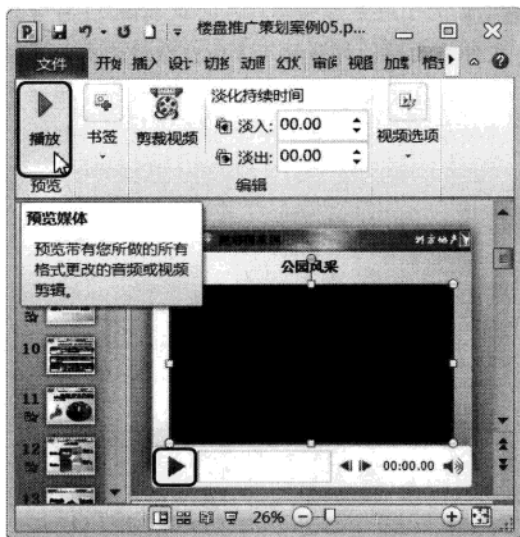 楼盘推广策划案例05.p...
文件 开始 插入 设计 切换 动画 幻灯 审阅 视图 加载 格式
播放
预览
书签
剪裁视频
淡化持续时间
淡入: 00.00
淡出: 00.00
编辑
视频选项
预览媒体
预览带有您所做的所有
格式更改的音频或视频
剪辑。
公园风采
10
11
12
13
00:00.00
26%